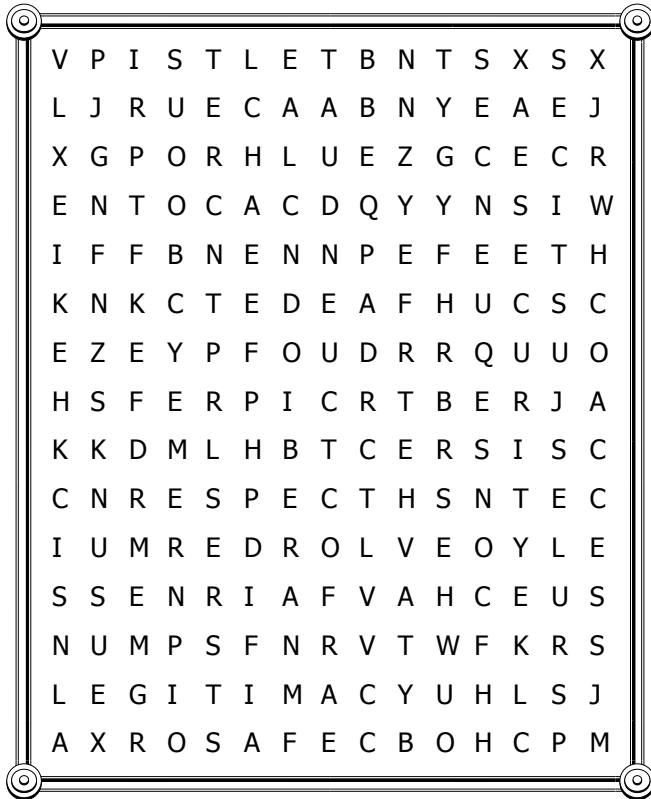 V P I S T L E T B N T S X S X
L J R U E C A A B N Y E A E J
X G P O R H L U E Z G C E C R
E N T O C A C D Q Y Y N S I W
I F F B N E N N P E F E E T H
K N K C T E D E A F H U C S C
E Z E Y P F O U D R R Q U U O
H S F E R P I C R T B E R J A
K K D M L H B T C E R S I S C
C N R E S P E C T H S N T E C
I U M R E D R O L V E O Y L E
S S E N R I A F V A H C E U S
N U M P S F N R V T W F K R S
L E G I T I M A C Y U H L S J
A X R O S A F E C B O H C P M